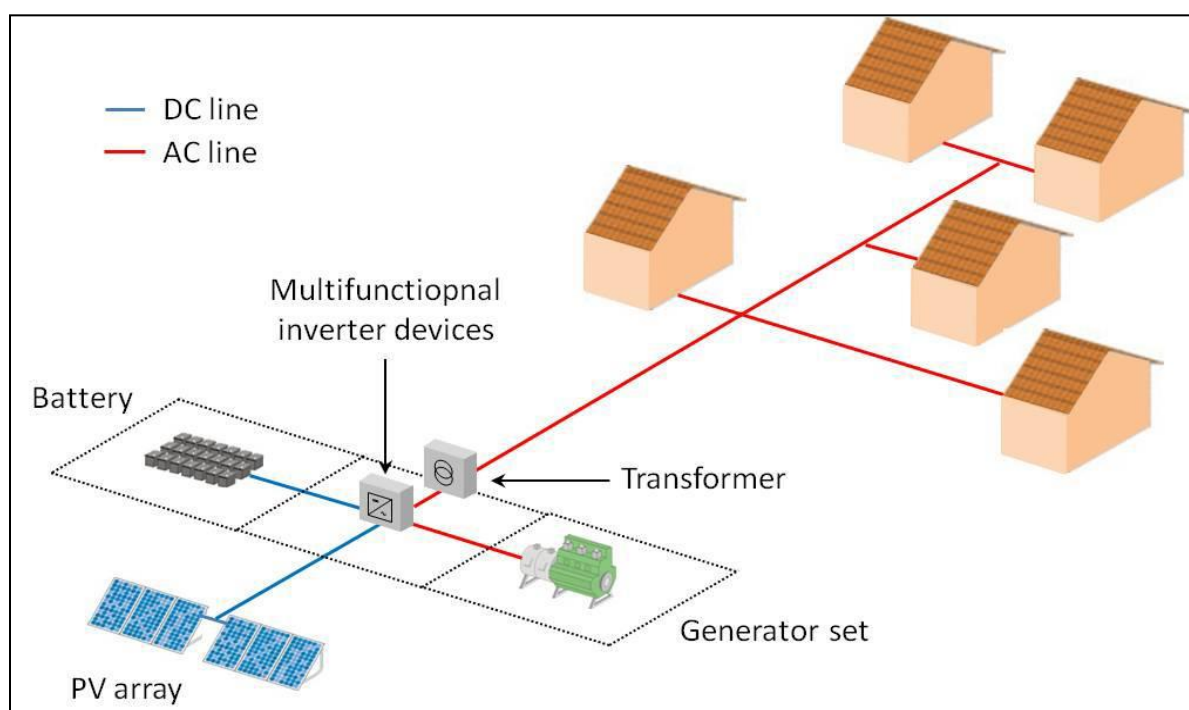 DC line
AC line
Multifunctiopnal
inverter devices
Battery
Transformer
Generator set
PV array